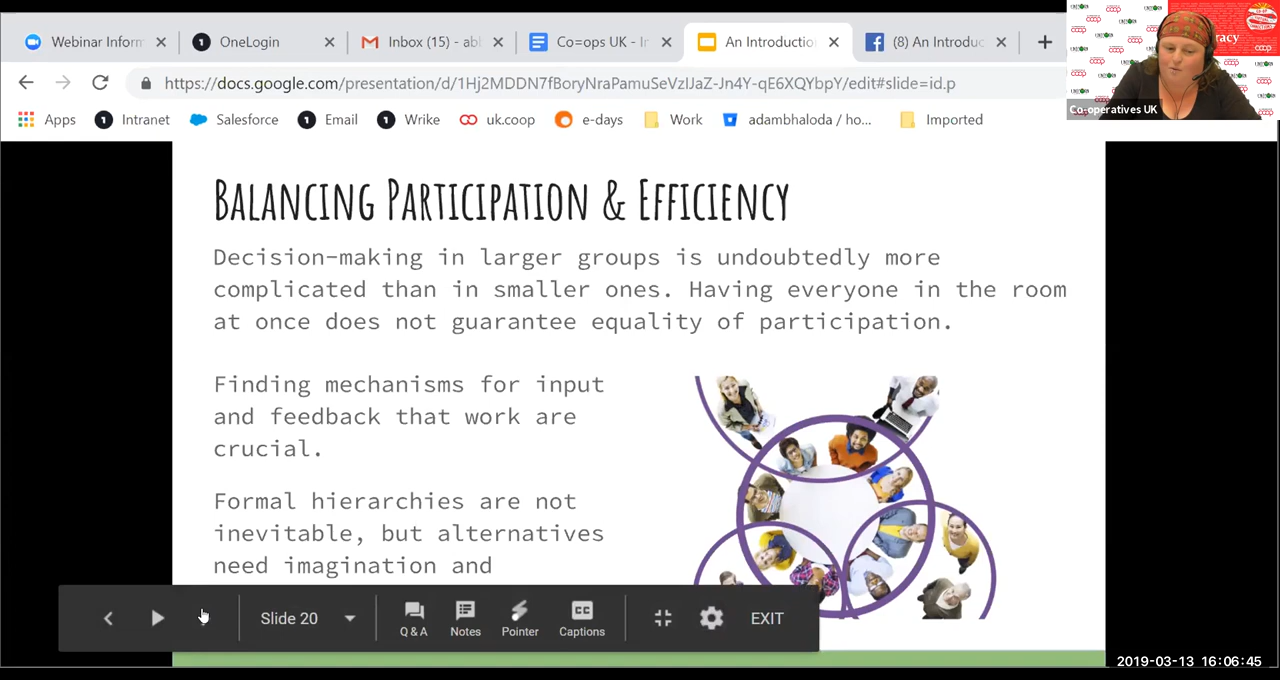 Webinar Inform
OneLogin
Inbox (15) - abl
Co=ops UK - In
An Introductio
(8) An Introduc
https://docs.google.com/presentation/d/1Hj2MDDN7fBoryNraPamuSeVzlJaZ-Jn4Y-qE6XQYbpY/edit#slide=id.p
Apps
Intranet
Salesforce
Email
Wrike
uk.coop
e-days
Work
adambhaloda / ho...
Imported
Co-operatives UK
Balancing Participation & Efficiency
Decision-making in larger groups is undoubtedly more
complicated than in smaller ones. Having everyone in the room
at once does not guarantee equality of participation.
Finding mechanisms for input
and feedback that work are
crucial.
Formal hierarchies are not
inevitable, but alternatives
need imagination and
Slide 20
Q & A
Notes
Pointer
CC
Captions
EXIT
2019-03-13 16:06:45